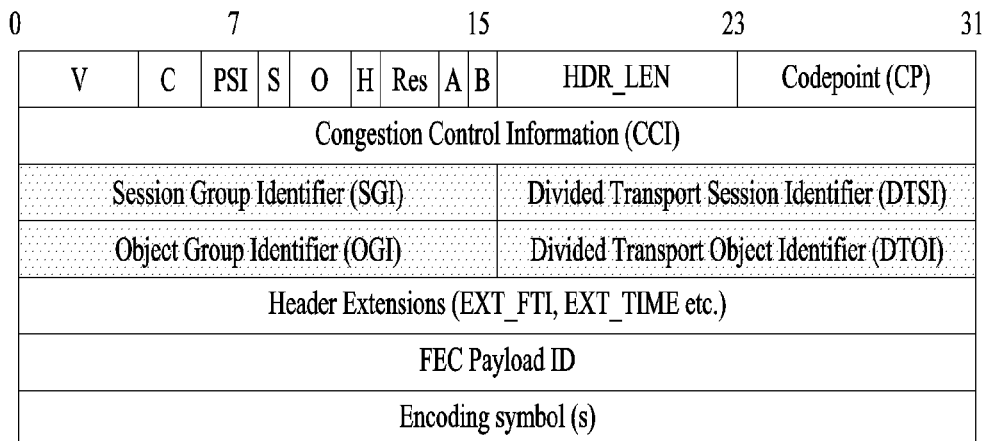 0 7 15 23 31
V C PSI S O H Res A B HDR_LEN Codepoint (CP)
Congestion Control Information (CCI)
Session Group Identifier (SGI) Divided Transport Session Identifier (DTSI)
Object Group Identifier (OGI) Divided Transport Object Identifier (DTOI)
Header Extensions (EXT_FTI, EXT_TIME etc.)
FEC Payload ID
Encoding symbol (s)